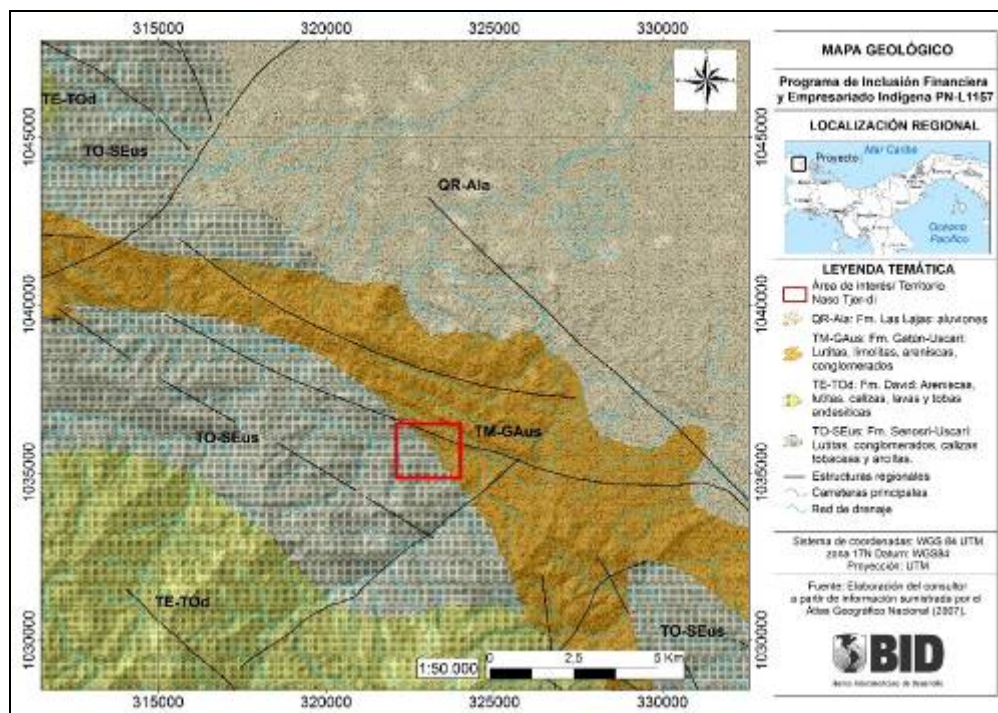 315000 320000 325000 330000
1045000
1040000
1035000
1030000
TE-TOd
TO-SEus
QR-Ala
TO-SEus
TM-GAus
TE-TOd
TO-SEus
1:50.000
0 2,5 5 Km
1045000
1040000
1035000
1030000
315000 320000 325000 330000
MAPA GEOLÓGICO
Programa de Inclusión Financiera
y Empresariado Indígena PN-L1157
LOCALIZACIÓN REGIONAL
Mar Caribe
Proyecto
Océano
Pacífico
LEYENDA TEMÁTICA
Área de interés/ Territorio
Naso Tjer-di
QR-Ala: Fm. Las Lajas: aluviones
TM-GAus: Fm. Gatún-Uscari:
Lutitas, limolitas, areniscas,
conglomerados
TE-TOd: Fm. David: Areniscas,
lutitas, calizas, lavas y tobas
andesíticas
TO-SEus: Fm. Senosri-Uscari:
Lutitas, conglomerados, calizas
tobaceas y arcillas.
Estructuras regionales
Carreteras principales
Red de drenaje
Sistema de coordenadas: WGS 84 UTM
zona 17N Datum: WGS84
Proyección: UTM
Fuente: Elaboración del consultor
a partir de información sumistrada por el
Atlas Geográfico Nacional (2007).
BID
Banco Interamericano de Desarrollo